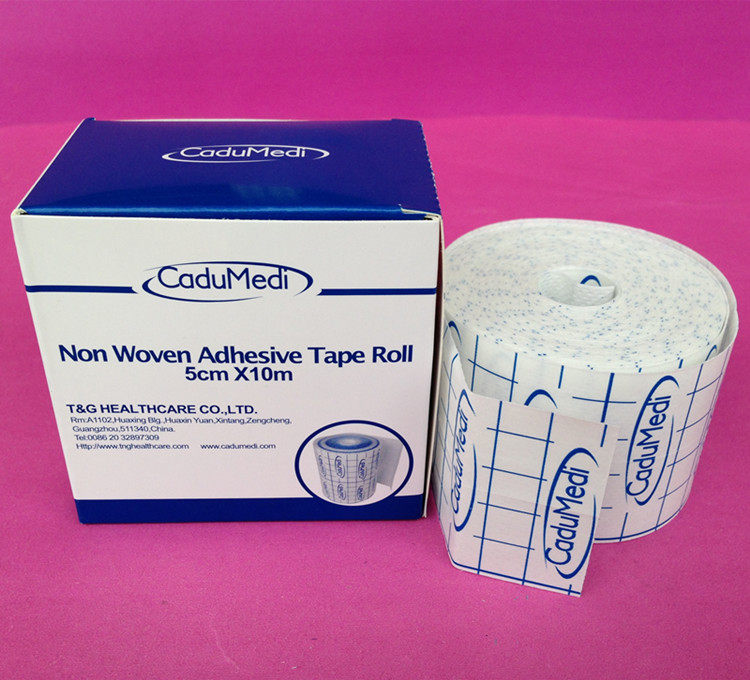 CaduMedi
CaduMedi
Non Woven Adhesive Tape Roll
5cm X10m
T&G HEALTHCARE CO.,LTD.
Rm:A1102,Huaxing Blg.,Huaxin Yuan,Xintang,Zengcheng,
Guangzhou,511340,China.
Tel:0086 20 32897309
Http://www.tnghealthcare.com www.cadumedi.com
CaduMedi
CaduMedi
CaduMedi